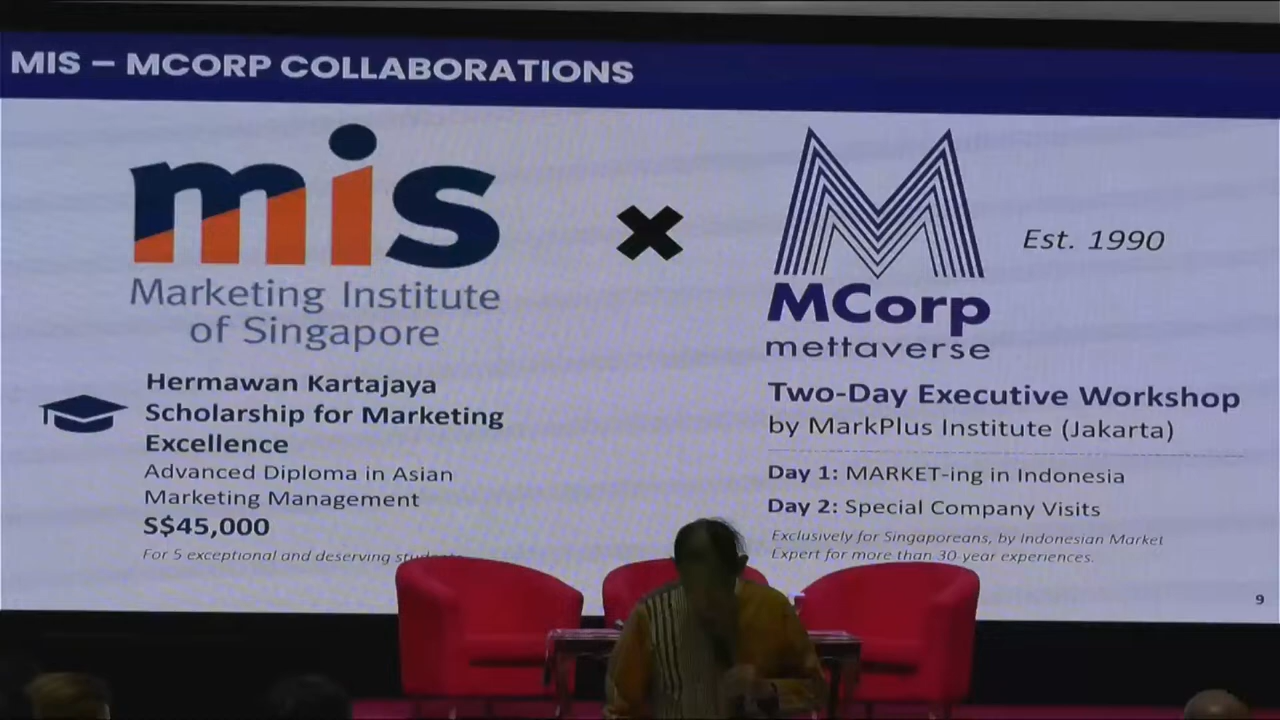 MIS – MCORP COLLABORATIONS
mis
Marketing Institute
of Singapore
Hermawan Kartajaya
Scholarship for Marketing
Excellence
Advanced Diploma in Asian
Marketing Management
S$45,000
For 5 exceptional and deserving
Est. 1990
MCorp
mettaverse
Two-Day Executive Workshop
by MarkPlus Institute (Jakarta)
Day 1: MARKET-ing in Indonesia
Day 2: Special Company Visits
Exclusively for Singaporeans, by Indonesian Market
Expert for more than 30-year experiences.
9